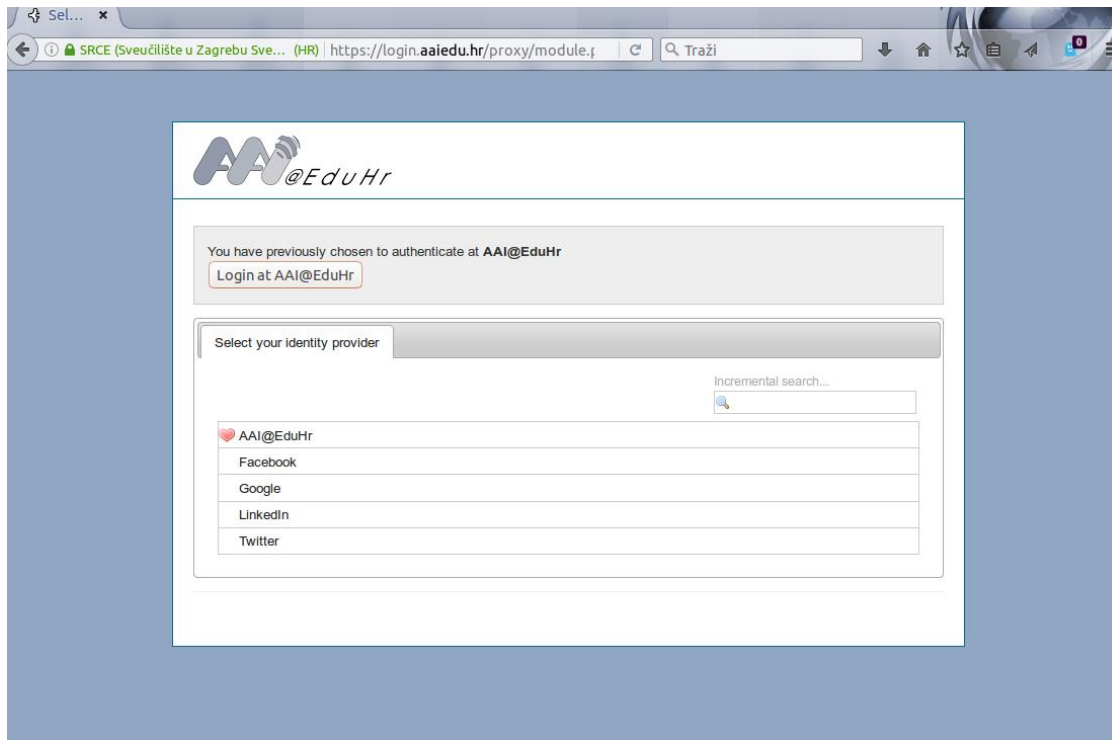 Sel...
SRCE (Sveučilište u Zagrebu Sve... (HR) https://login.aaiedu.hr/proxy/module.p
Traži
0
AAI@EduHr
You have previously chosen to authenticate at AAI@EduHr
Login at AAI@EduHr
Select your identity provider
Incremental search...
AAI@EduHr
Facebook
Google
LinkedIn
Twitter